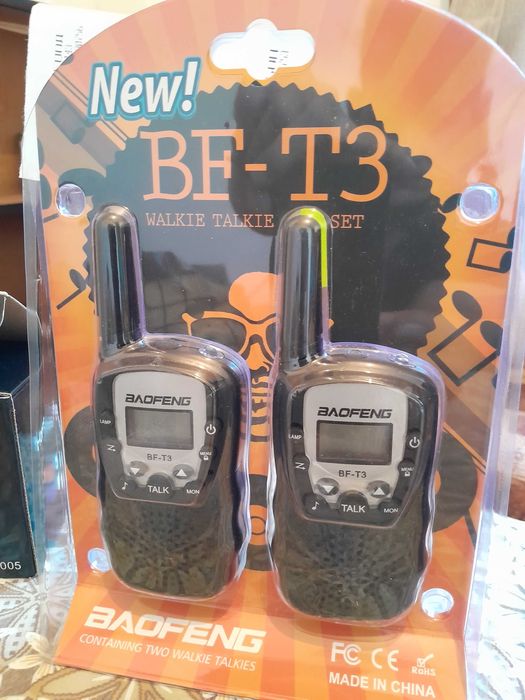 New!
BF-T3
WALKIE TALKIE SET
BAOFENG
LAMP
MENU
BF-T3
TALK
MON
BAOFENG
LAMP
MENU
BF-T3
TALK
MON
005
BAOFENG
CONTAINING TWO WALKIE TALKIES
FC CE RoHS
MADE IN CHINA